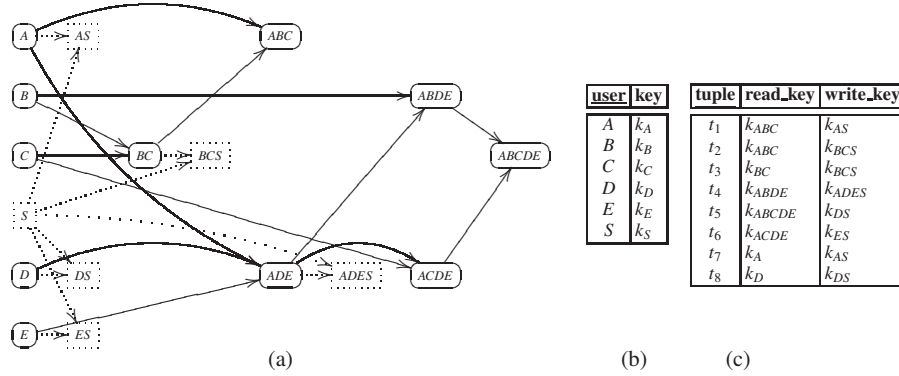 A AS ABC
B ABDE
C BC BCS ABCDE
S
D DS ADE ADES ACDE
E ES
(a)
user key
A k_A
B k_B
C k_C
D k_D
E k_E
S k_S
(b)
tuple read_key write_key
t_1 k_ABC k_AS
t_2 k_ABC k_BCS
t_3 k_BC k_BCS
t_4 k_ABDE k_ADES
t_5 k_ABCDE k_DS
t_6 k_ACDE k_ES
t_7 k_A k_AS
t_8 k_D k_DS
(c)